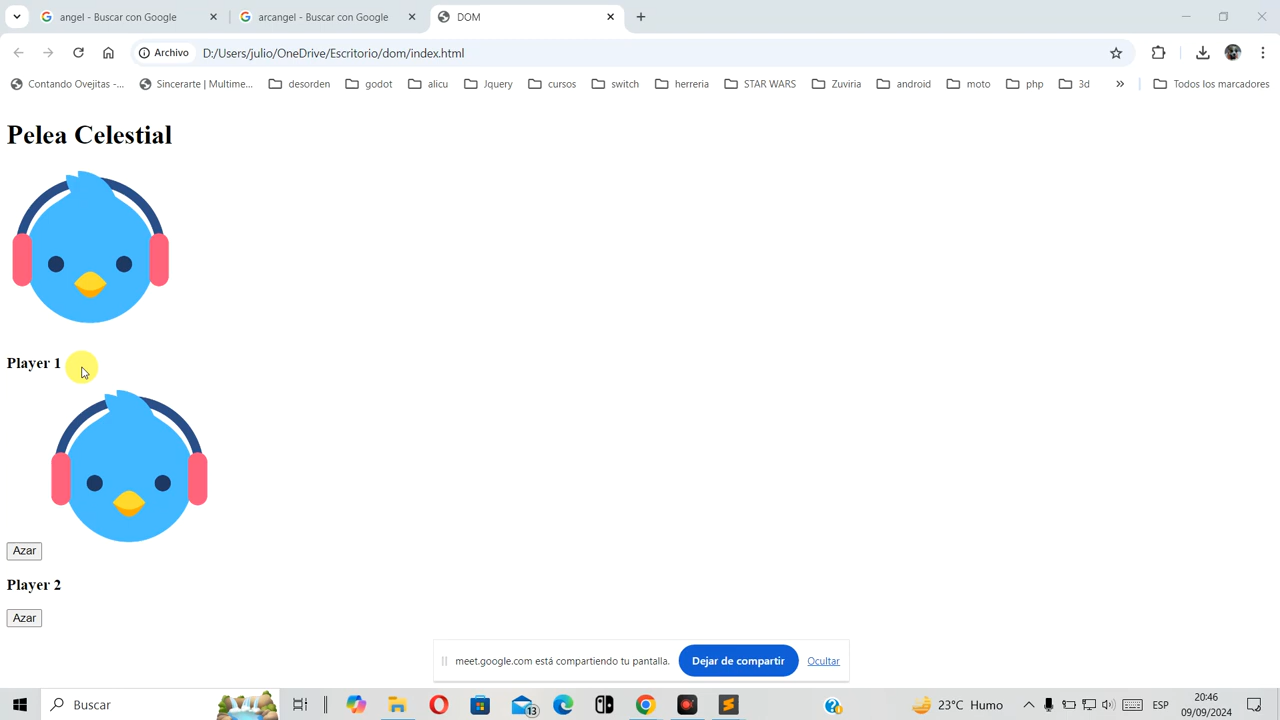 angel - Buscar con Google
arcangel - Buscar con Google
DOM
Archivo
D:/Users/julio/OneDrive/Escritorio/dom/index.html
Contando Ovejitas -...
Sincerarte | Multime...
desorden
godot
alicu
Jquery
cursos
switch
herreria
STAR WARS
Zuviria
android
moto
php
3d
»
Todos los marcadores
Pelea Celestial
Player 1
Azar
Player 2
Azar
meet.google.com está compartiendo tu pantalla.
Dejar de compartir
Ocultar
Buscar
13
23°C Humo
ESP
20:46
09/09/2024